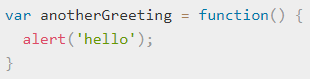 var anotherGreeting = function() {
  alert('hello');
}